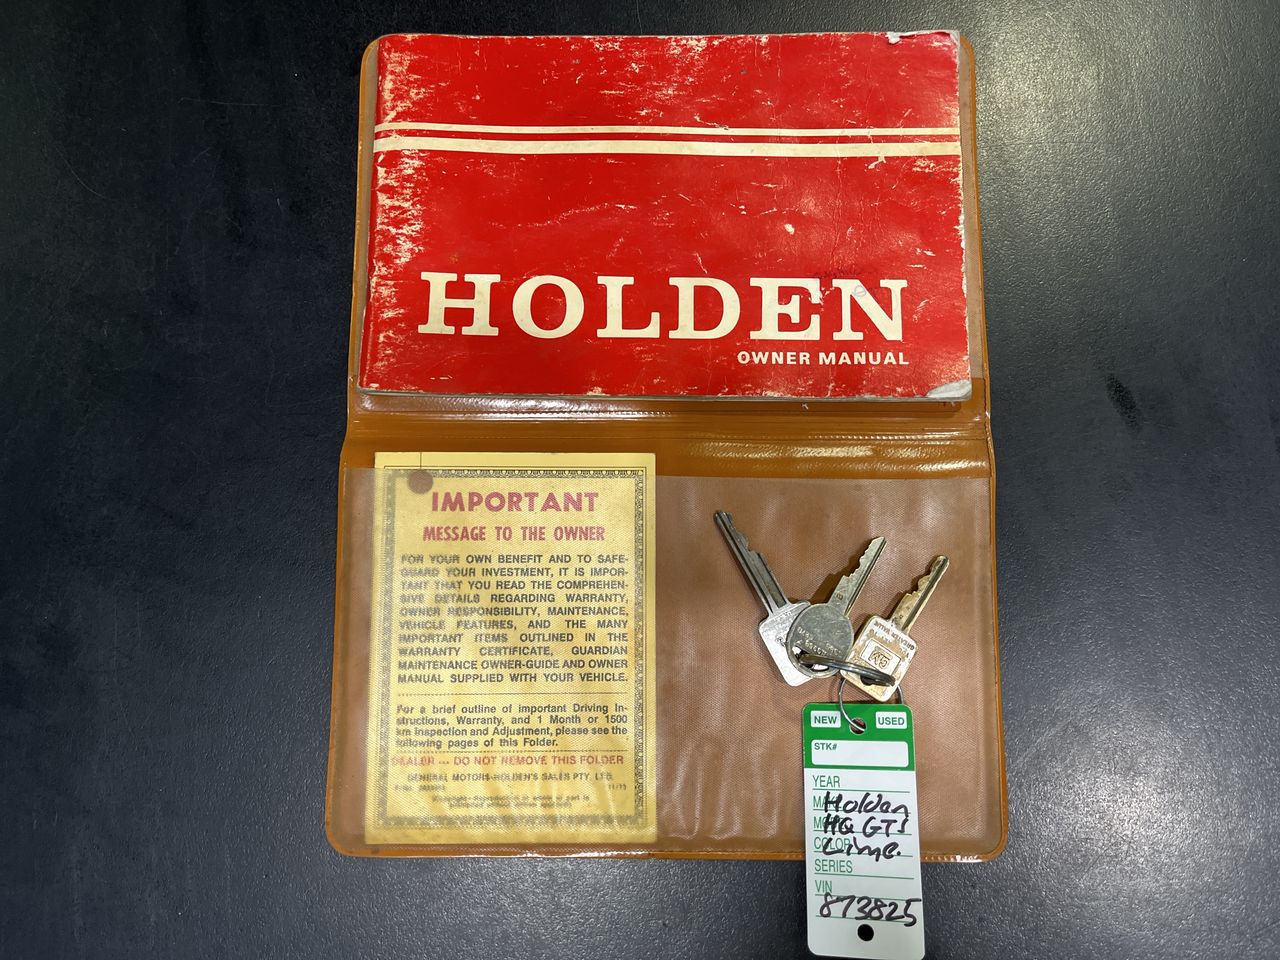 HOLDEN
OWNER MANUAL
IMPORTANT
MESSAGE TO THE OWNER
FOR YOUR OWN BENEFIT AND TO SAFE-
GUARD YOUR INVESTMENT, IT IS IMPOR-
TANT THAT YOU READ THE COMPREHEN-
SIVE DETAILS REGARDING WARRANTY,
OWNER RESPONSIBILITY, MAINTENANCE,
VEHICLE FEATURES, AND THE MANY
IMPORTANT ITEMS OUTLINED IN THE
WARRANTY CERTIFICATE, GUARDIAN
MAINTENANCE OWNER-GUIDE AND OWNER
MANUAL SUPPLIED WITH YOUR VEHICLE.
For a brief outline of important Driving In-
structions, Warranty, and 1 Month or 1500
km Inspection and Adjustment, please see the
following pages of this Folder.
DEALER --- DO NOT REMOVE THIS FOLDER
GENERAL MOTORS-HOLDEN'S SALES PTY. LTD.
GM
NEW USED
STK#
YEAR
Holden
HQ GTS
COLOR Lime.
SERIES
VIN
873825